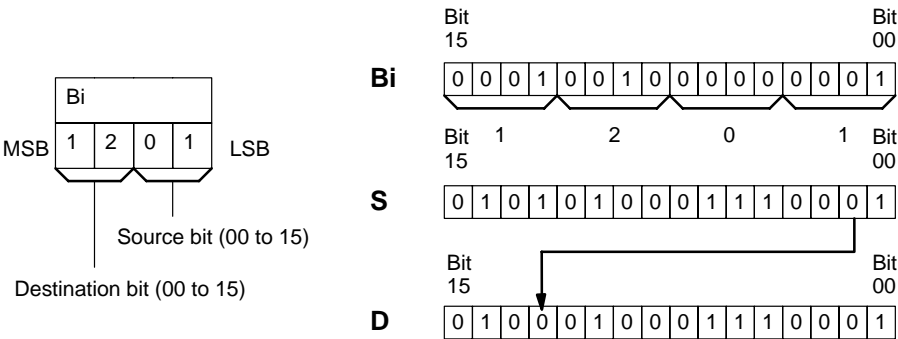 Bi
MSB 1 2 0 1 LSB
Source bit (00 to 15)
Destination bit (00 to 15)
Bit Bit
15 00
Bi 0 0 0 1 0 0 1 0 0 0 0 0 0 0 0 1
Bit 1 2 0 1 Bit
15 00
S 0 1 0 1 0 1 0 0 0 1 1 1 0 0 0 1
Bit Bit
15 00
D 0 1 0 0 0 1 0 0 0 1 1 1 0 0 0 1